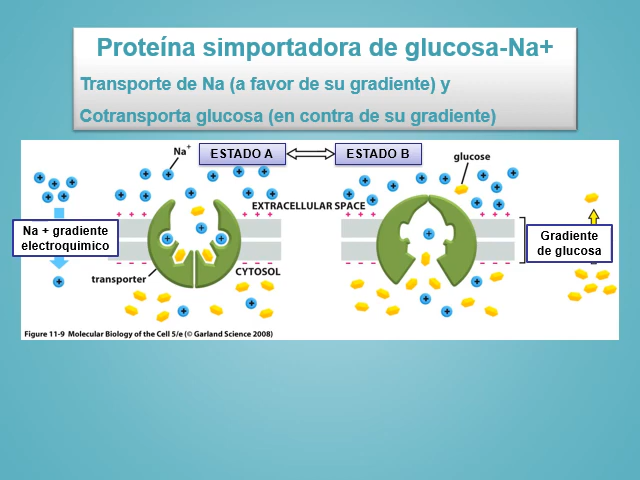 Proteína simportadora de glucosa-Na+
Transporte de Na (a favor de su gradiente) y
Cotransporta glucosa (en contra de su gradiente)
Na+
ESTADO A
ESTADO B
glucose
EXTRACELLULAR SPACE
Na + gradiente
electroquimico
Gradiente
de glucosa
transporter
CYTOSOL
Figure 11-9 Molecular Biology of the Cell 5/e (© Garland Science 2008)